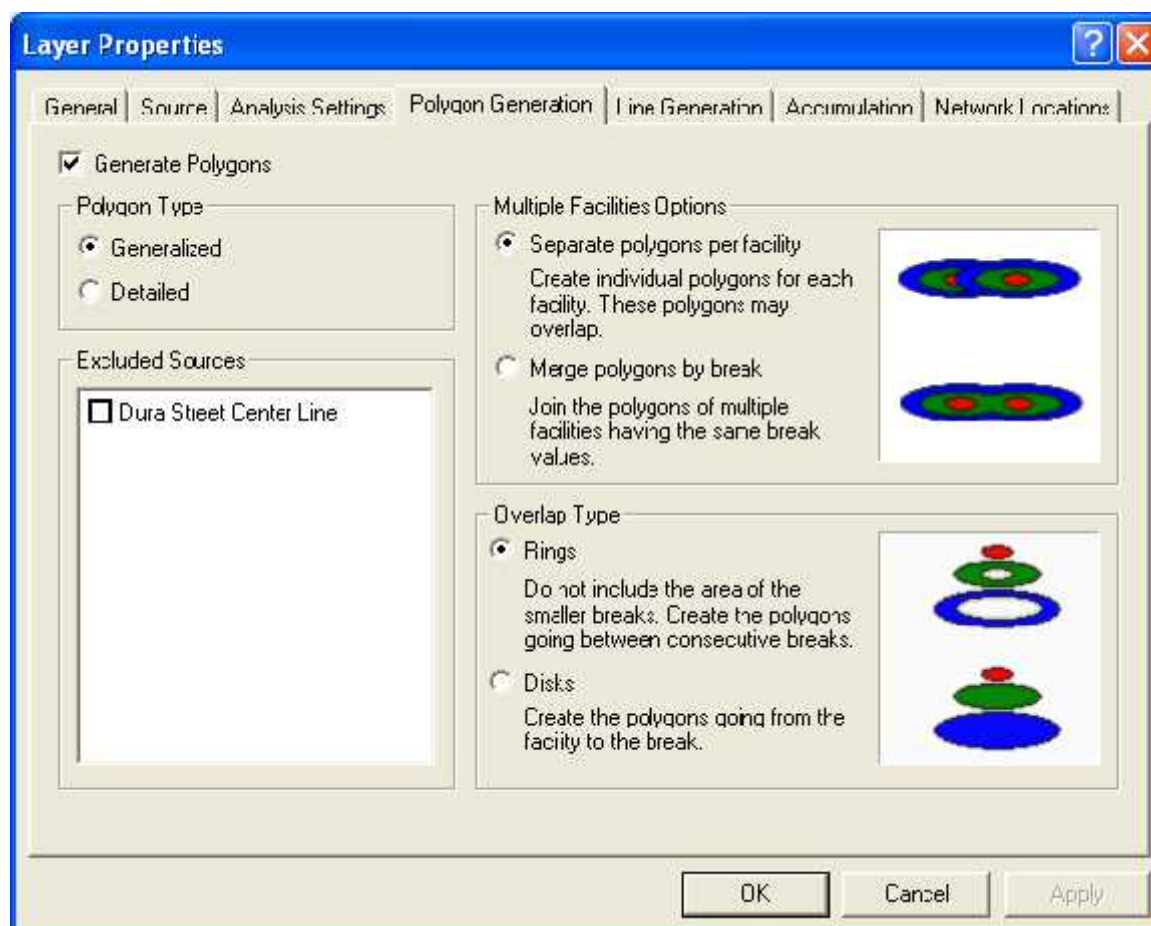 Layer Properties
General Source Analysis Settings Polygon Generation Line Generation Accumulation Network Locations
Generate Polygons
Polygon Type
Generalized
Detailed
Excluded Sources
Dura Street Center Line
Multiple Facilities Options
Separate polygons per facility
Create individual polygons for each
facility. These polygons may
overlap.
Merge polygons by break
Join the polygons of multiple
facilities having the same break
values.
Overlap Type
Rings
Do not include the area of the
smaller breaks. Create the polygons
going between consecutive breaks.
Disks
Create the polygons going from the
facility to the break.
OK Cancel Apply